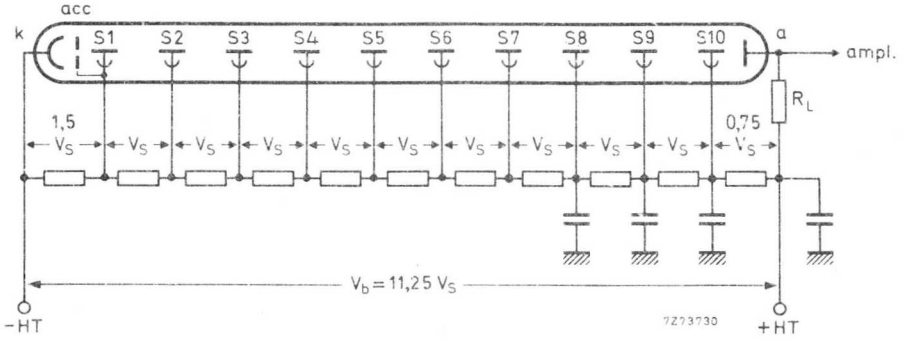 acc
k S1 S2 S3 S4 S5 S6 S7 S8 S9 S10 a
ampl.
R_L
1,5 V_S V_S V_S V_S V_S V_S V_S V_S V_S V_S 0,75 V_S
V_b = 11,25 V_S
-HT
7Z73730
+HT